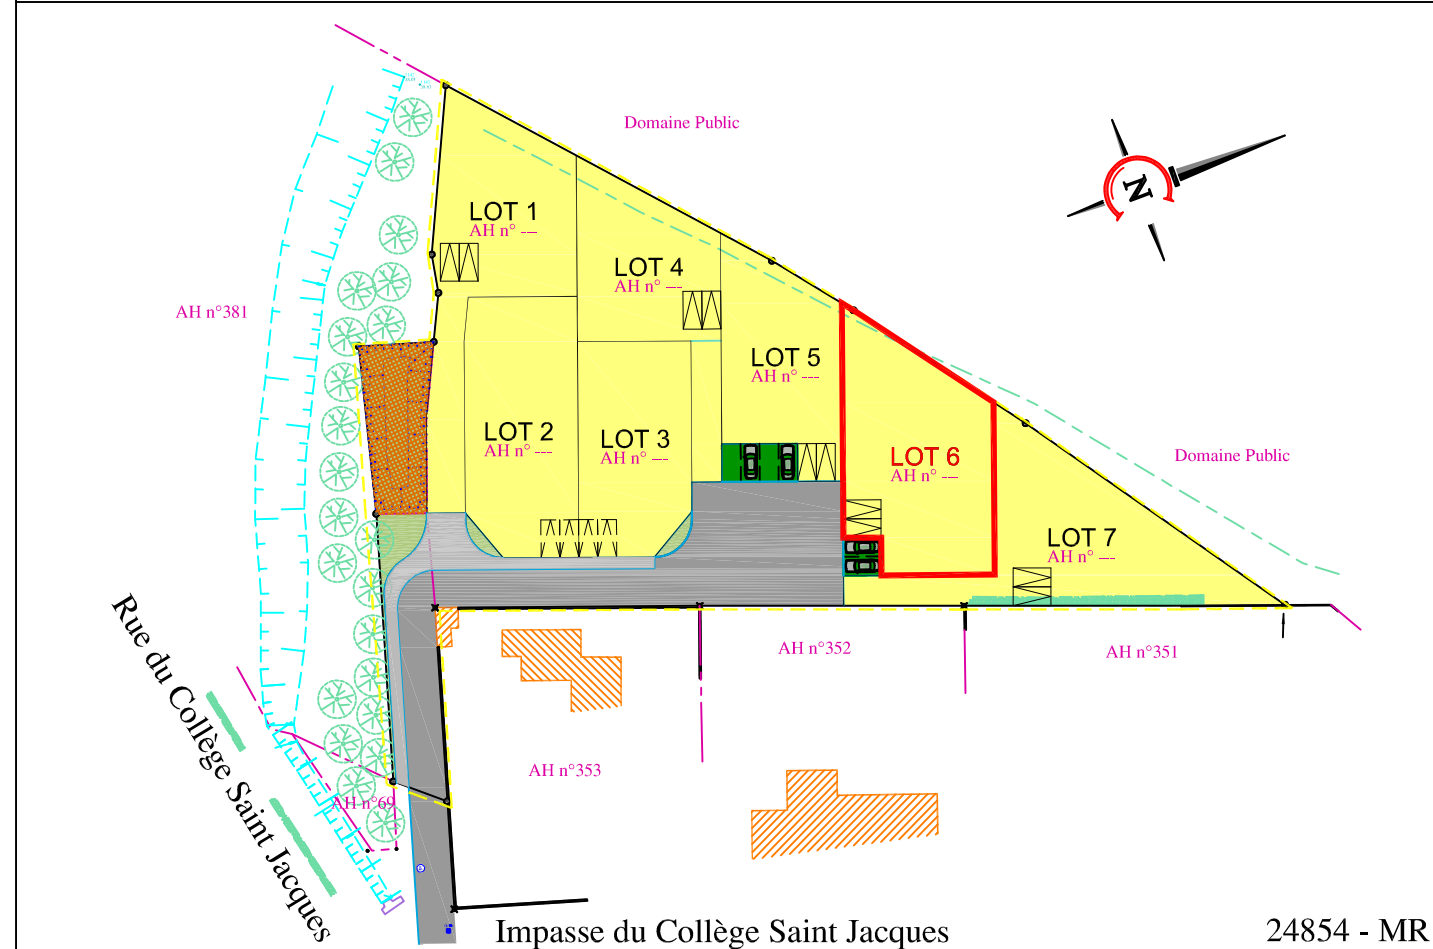 Domaine Public
N
LOT 1
AH n° ---
LOT 4
AH n° ---
AH n°381
LOT 5
AH n° ---
LOT 2
AH n° ---
LOT 3
AH n° ---
LOT 6
AH n° ---
Domaine Public
LOT 7
AH n° ---
AH n°352
AH n°351
Rue du Collège Saint Jacques
AH n°353
AH n°69
Impasse du Collège Saint Jacques
24854 - MR